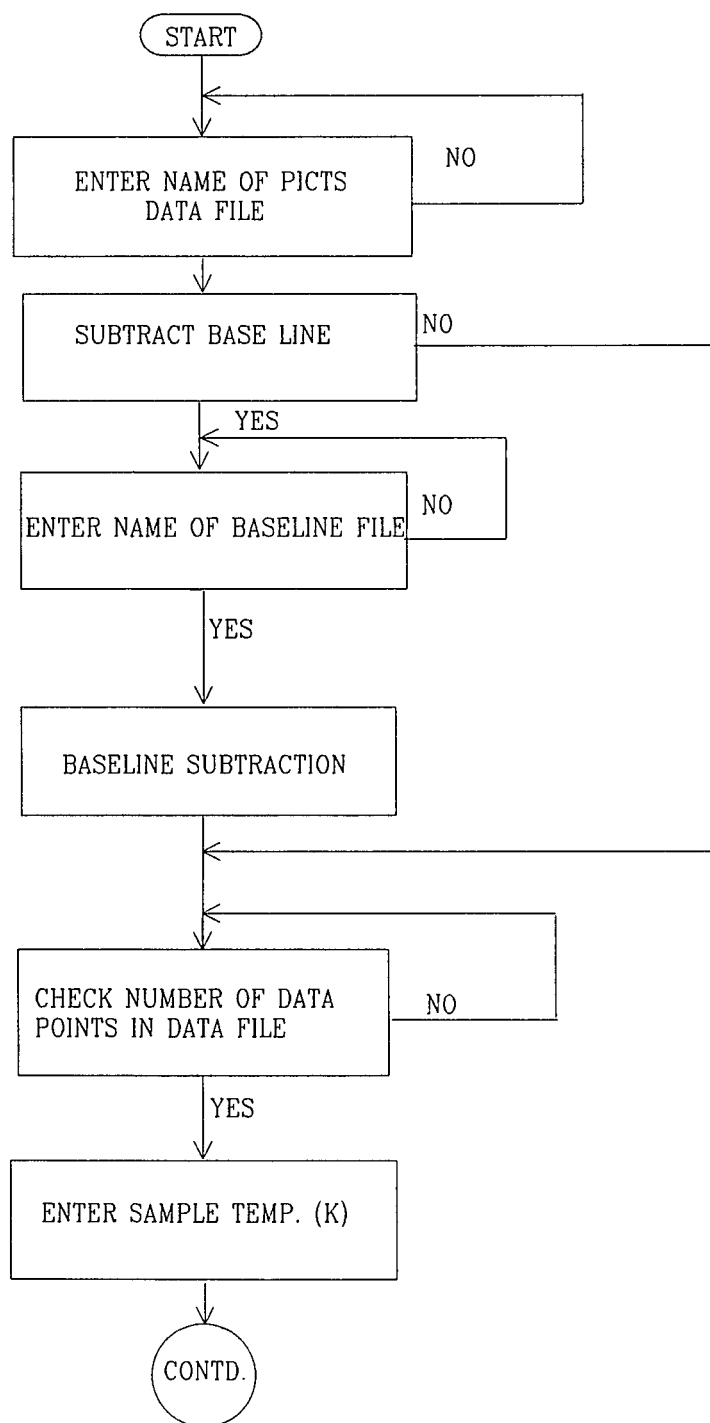 START
NO
ENTER NAME OF PICTS
DATA FILE
SUBTRACT BASE LINE
NO
YES
NO
ENTER NAME OF BASELINE FILE
YES
BASELINE SUBTRACTION
CHECK NUMBER OF DATA
POINTS IN DATA FILE
NO
YES
ENTER SAMPLE TEMP. (K)
CONTD.